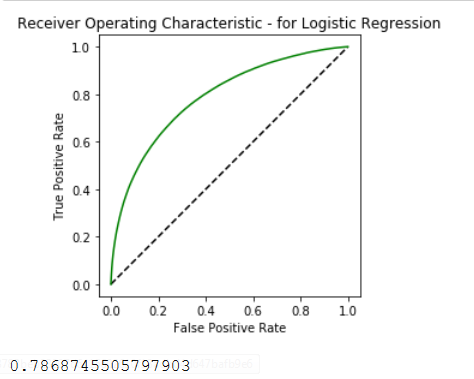 Receiver Operating Characteristic - for Logistic Regression
1.0
0.8
0.6
0.4
0.2
0.0
True Positive Rate
0.0 0.2 0.4 0.6 0.8 1.0
False Positive Rate
0.7868745505797903